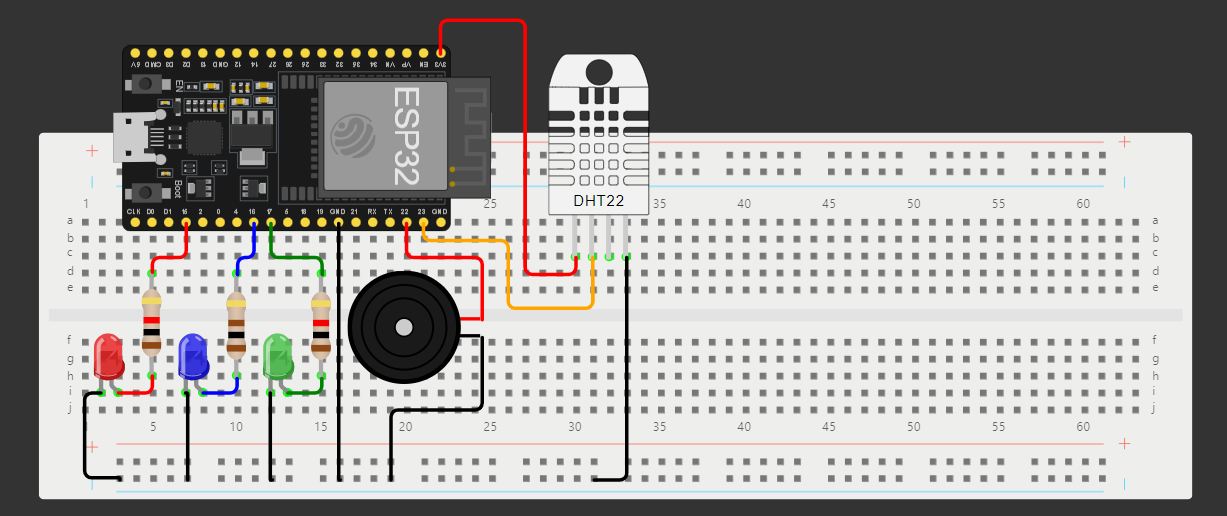 5V CMD D3 D2 13 GND 12 14 27 26 25 33 32 35 34 VN VP EN 3V3
EN
ESP32
Boot
DHT22
CLK D0 D1 15 2 0 4 16 17 5 18 19 GND 21 RX TX 22 23 GND
1 25 35 40 45 50 55 60
a a
b b
c c
d d
e e
f f
g g
h h
i i
j j
5 10 15 20 25 30 35 40 45 50 55 60